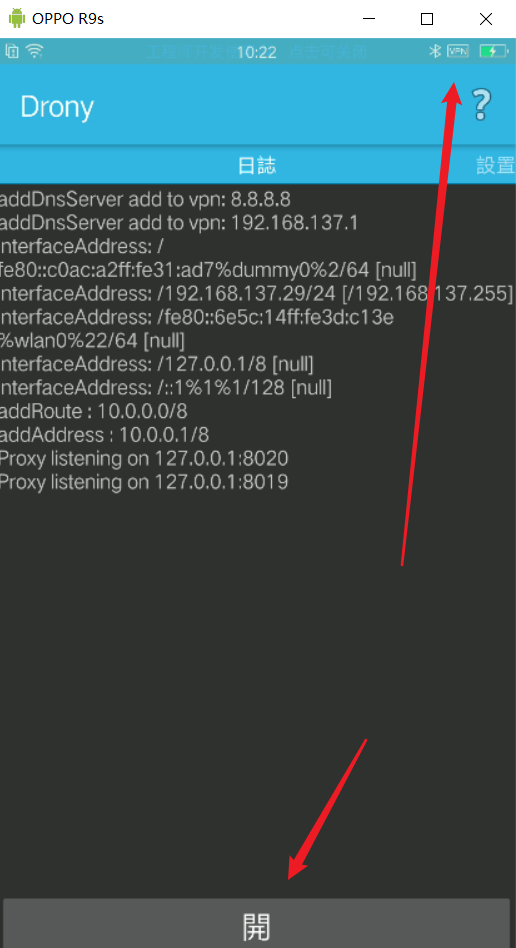 OPPO R9s
10:22
VPN
Drony
?
日誌
設置
addDnsServer add to vpn: 8.8.8.8
addDnsServer add to vpn: 192.168.137.1
InterfaceAddress: /
fe80::c0ac:a2ff:fe31:ad7%dummy0%2/64 [null]
InterfaceAddress: /192.168.137.29/24 [/192.168.137.255]
InterfaceAddress: /fe80::6e5c:14ff:fe3d:c13e
%wlan0%22/64 [null]
InterfaceAddress: /127.0.0.1/8 [null]
InterfaceAddress: /::1%1%1/128 [null]
addRoute : 10.0.0.0/8
addAddress : 10.0.0.1/8
Proxy listening on 127.0.0.1:8020
Proxy listening on 127.0.0.1:8019
開